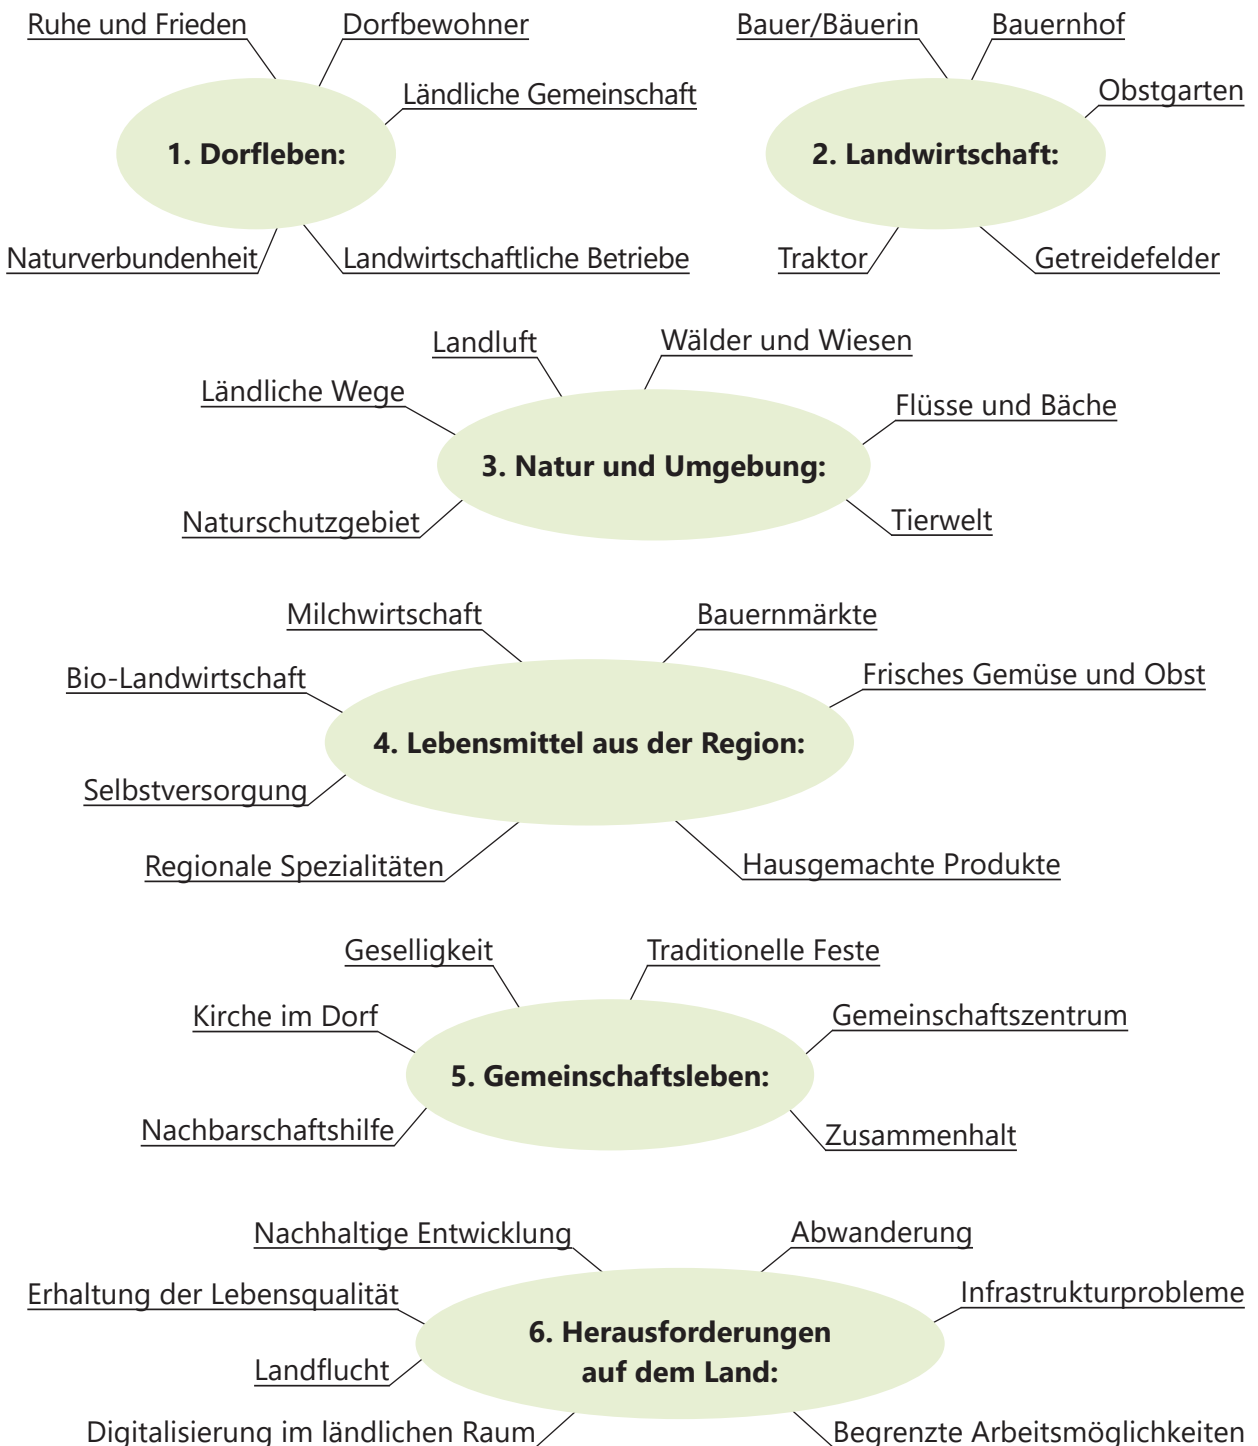 Ruhe und Frieden
Dorfbewohner
Ländliche Gemeinschaft
1. Dorfleben:
Naturverbundenheit
Landwirtschaftliche Betriebe
Bauer/Bäuerin
Bauernhof
Obstgarten
2. Landwirtschaft:
Traktor
Getreidefelder
Landluft
Wälder und Wiesen
Ländliche Wege
Flüsse und Bäche
3. Natur und Umgebung:
Naturschutzgebiet
Tierwelt
Milchwirtschaft
Bauernmärkte
Bio-Landwirtschaft
Frisches Gemüse und Obst
4. Lebensmittel aus der Region:
Selbstversorgung
Regionale Spezialitäten
Hausgemachte Produkte
Geselligkeit
Traditionelle Feste
Kirche im Dorf
Gemeinschaftszentrum
5. Gemeinschaftsleben:
Nachbarschaftshilfe
Zusammenhalt
Nachhaltige Entwicklung
Abwanderung
Erhaltung der Lebensqualität
Infrastrukturprobleme
6. Herausforderungen
auf dem Land:
Landflucht
Digitalisierung im ländlichen Raum
Begrenzte Arbeitsmöglichkeiten